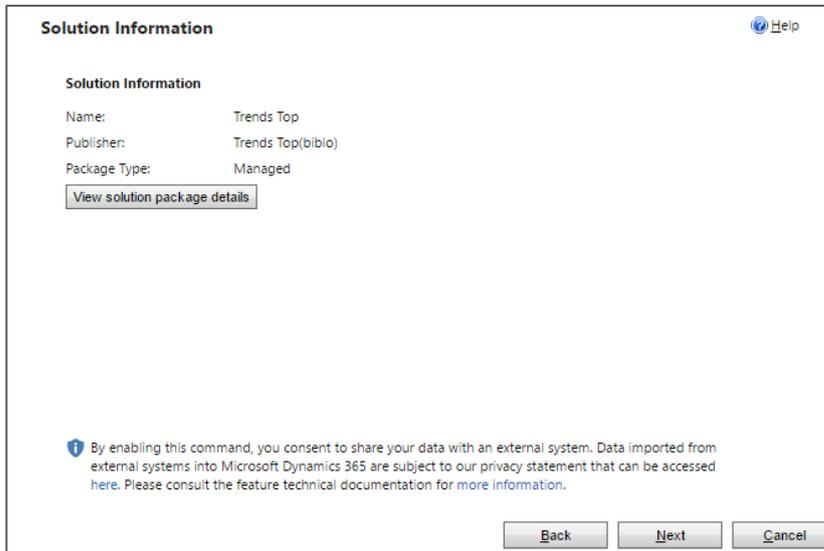 Solution Information
Help
Solution Information
Name: Trends Top
Publisher: Trends Top(biblo)
Package Type: Managed
View solution package details
By enabling this command, you consent to share your data with an external system. Data imported from
external systems into Microsoft Dynamics 365 are subject to our privacy statement that can be accessed
here. Please consult the feature technical documentation for more information.
Back Next Cancel